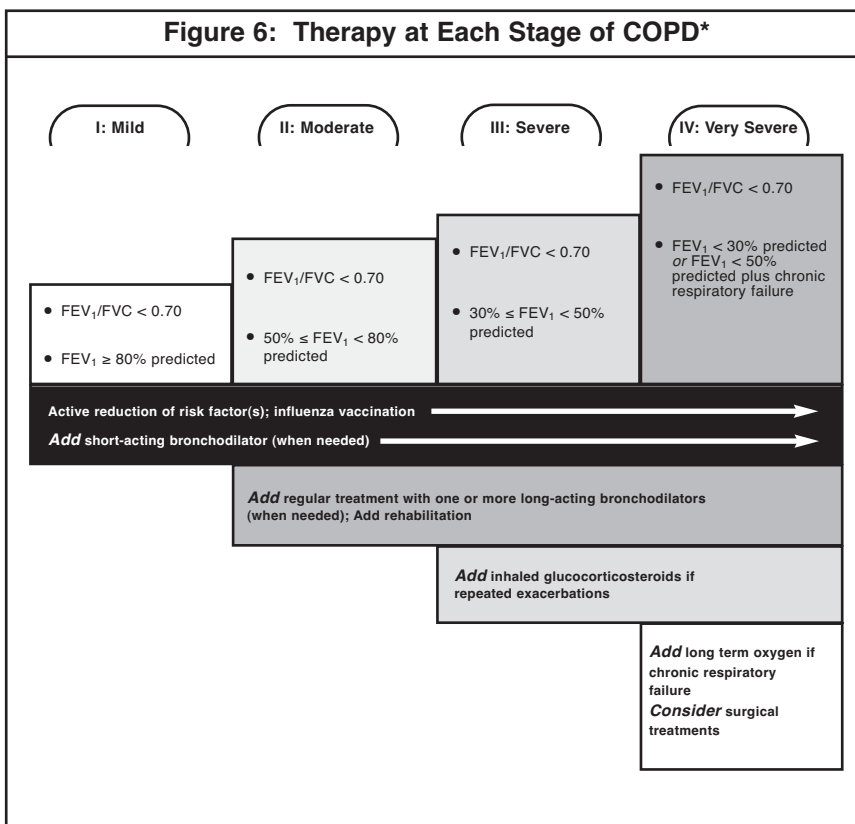 Figure 6: Therapy at Each Stage of COPD*
I: Mild
II: Moderate
III: Severe
IV: Very Severe
• FEV₁/FVC < 0.70
• FEV₁ ≥ 80% predicted
• FEV₁/FVC < 0.70
• 50% ≤ FEV₁ < 80%
predicted
• FEV₁/FVC < 0.70
• 30% ≤ FEV₁ < 50%
predicted
• FEV₁/FVC < 0.70
• FEV₁ < 30% predicted
or FEV₁ < 50%
predicted plus chronic
respiratory failure
Active reduction of risk factor(s); influenza vaccination
Add short-acting bronchodilator (when needed)
Add regular treatment with one or more long-acting bronchodilators
(when needed); Add rehabilitation
Add inhaled glucocorticosteroids if
repeated exacerbations
Add long term oxygen if
chronic respiratory
failure
Consider surgical
treatments